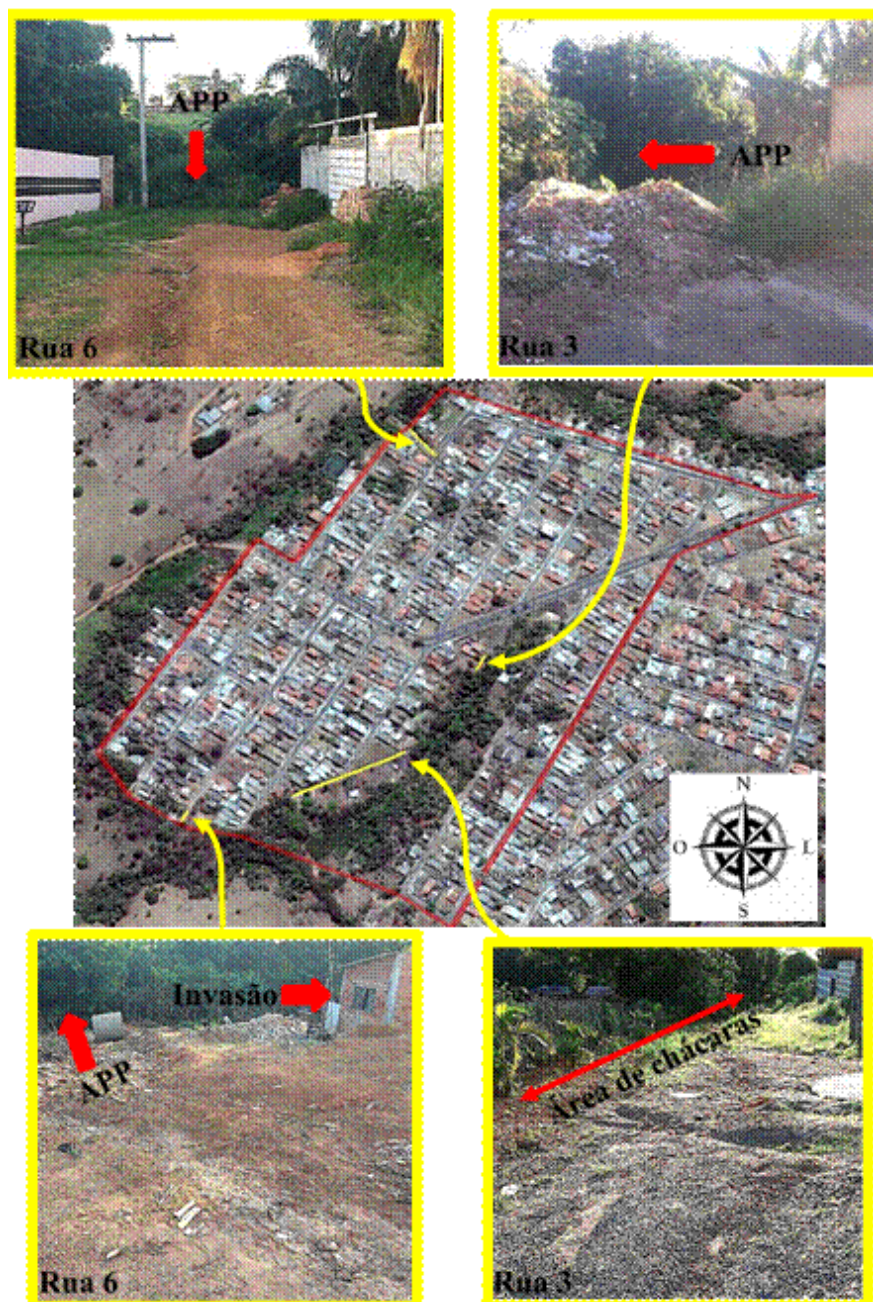 APP
Rua 6
APP
Rua 3
N
O
L
S
Invasão
APP
Rua 6
Área de chácaras
Rua 3